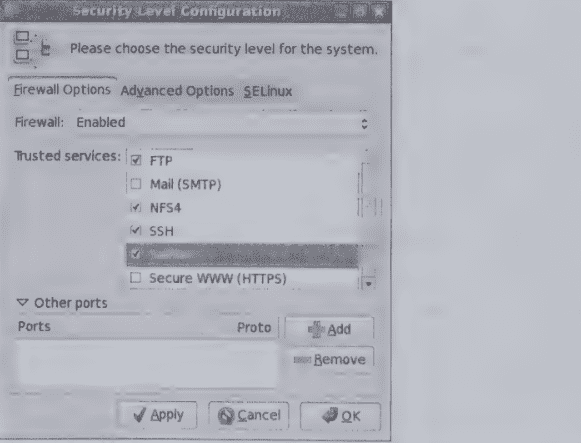 Security Level Configuration
Please choose the security level for the system.
Firewall Options Advanced Options SELinux
Firewall: Enabled
Trusted services: FTP
Mail (SMTP)
NFS4
SSH
Secure WWW (HTTPS)
Other ports
Ports Proto Add
Remove
Apply Cancel OK